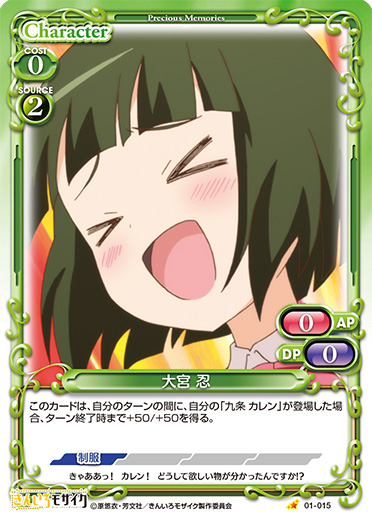 Precious Memories
Character
COST
0
SOURCE
2
0 AP
DP 0
大宮 忍
このカードは、自分のターンの間に、自分の「九条 カレン」が登場した場
合、ターン終了時まで+50/+50を得る。
制服
きゃああっ! カレン! どうして欲しい物が分かったんですか!?
きんいろモザイク
©原悠衣・芳文社/きんいろモザイク製作委員会
01-015